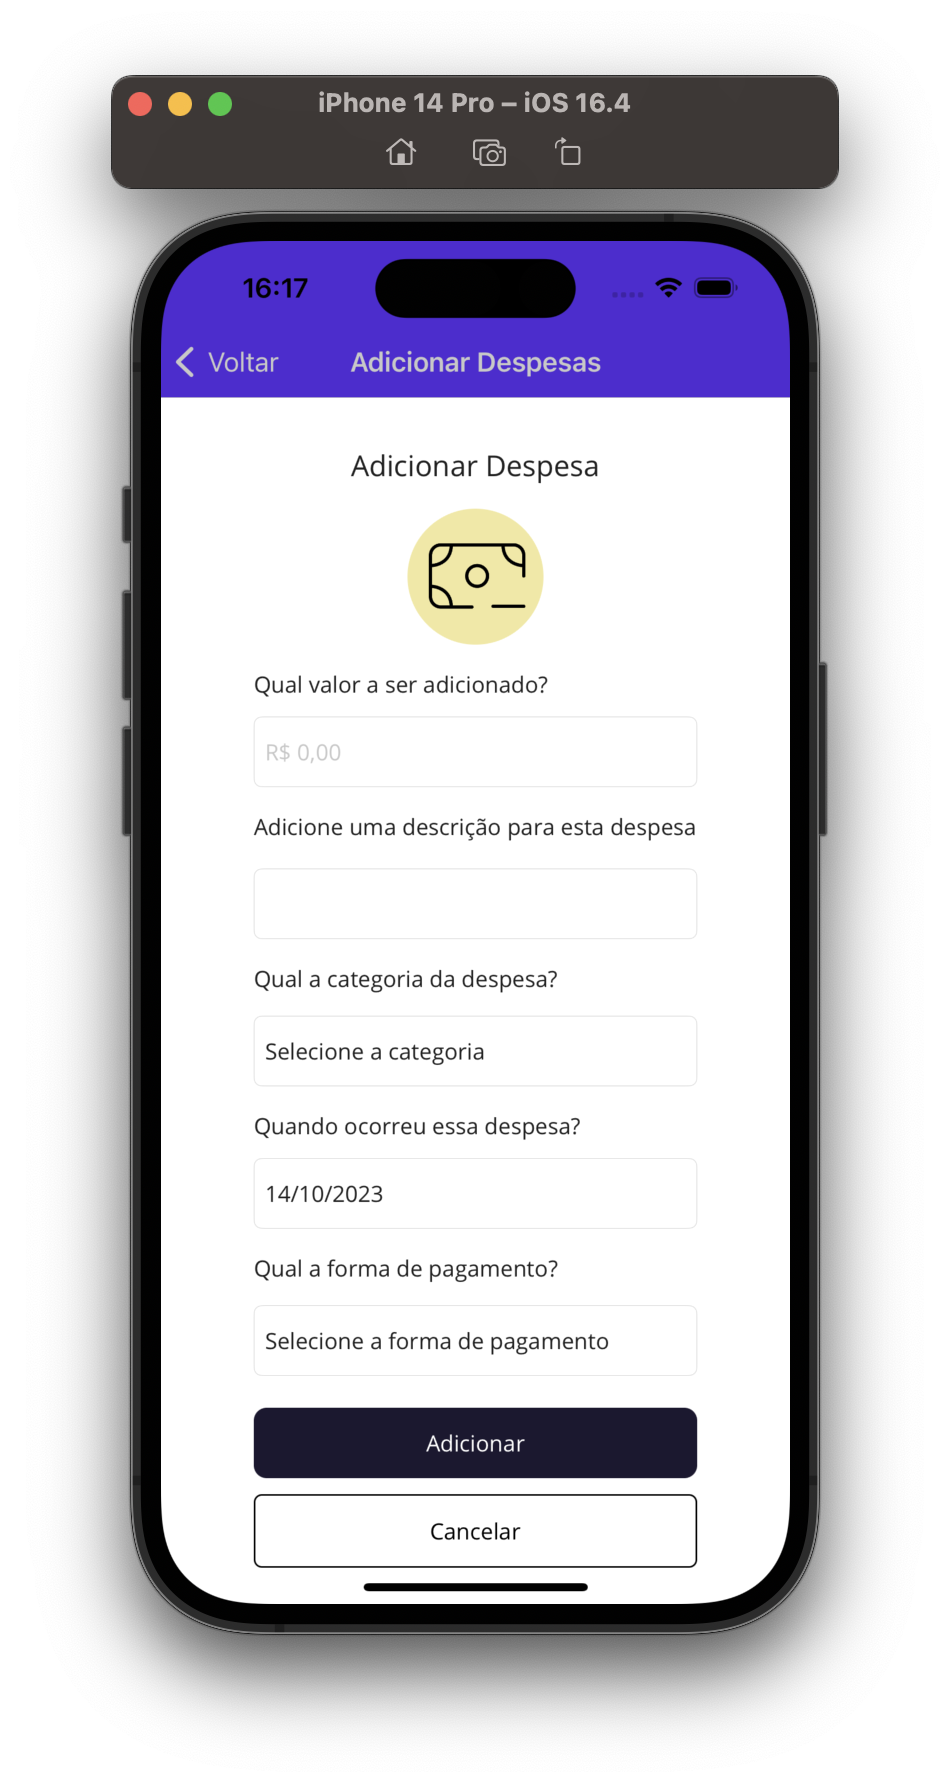 iPhone 14 Pro – iOS 16.4
16:17
Voltar
Adicionar Despesas
Adicionar Despesa
Qual valor a ser adicionado?
R$ 0,00
Adicione uma descrição para esta despesa
Qual a categoria da despesa?
Selecione a categoria
Quando ocorreu essa despesa?
14/10/2023
Qual a forma de pagamento?
Selecione a forma de pagamento
Adicionar
Cancelar